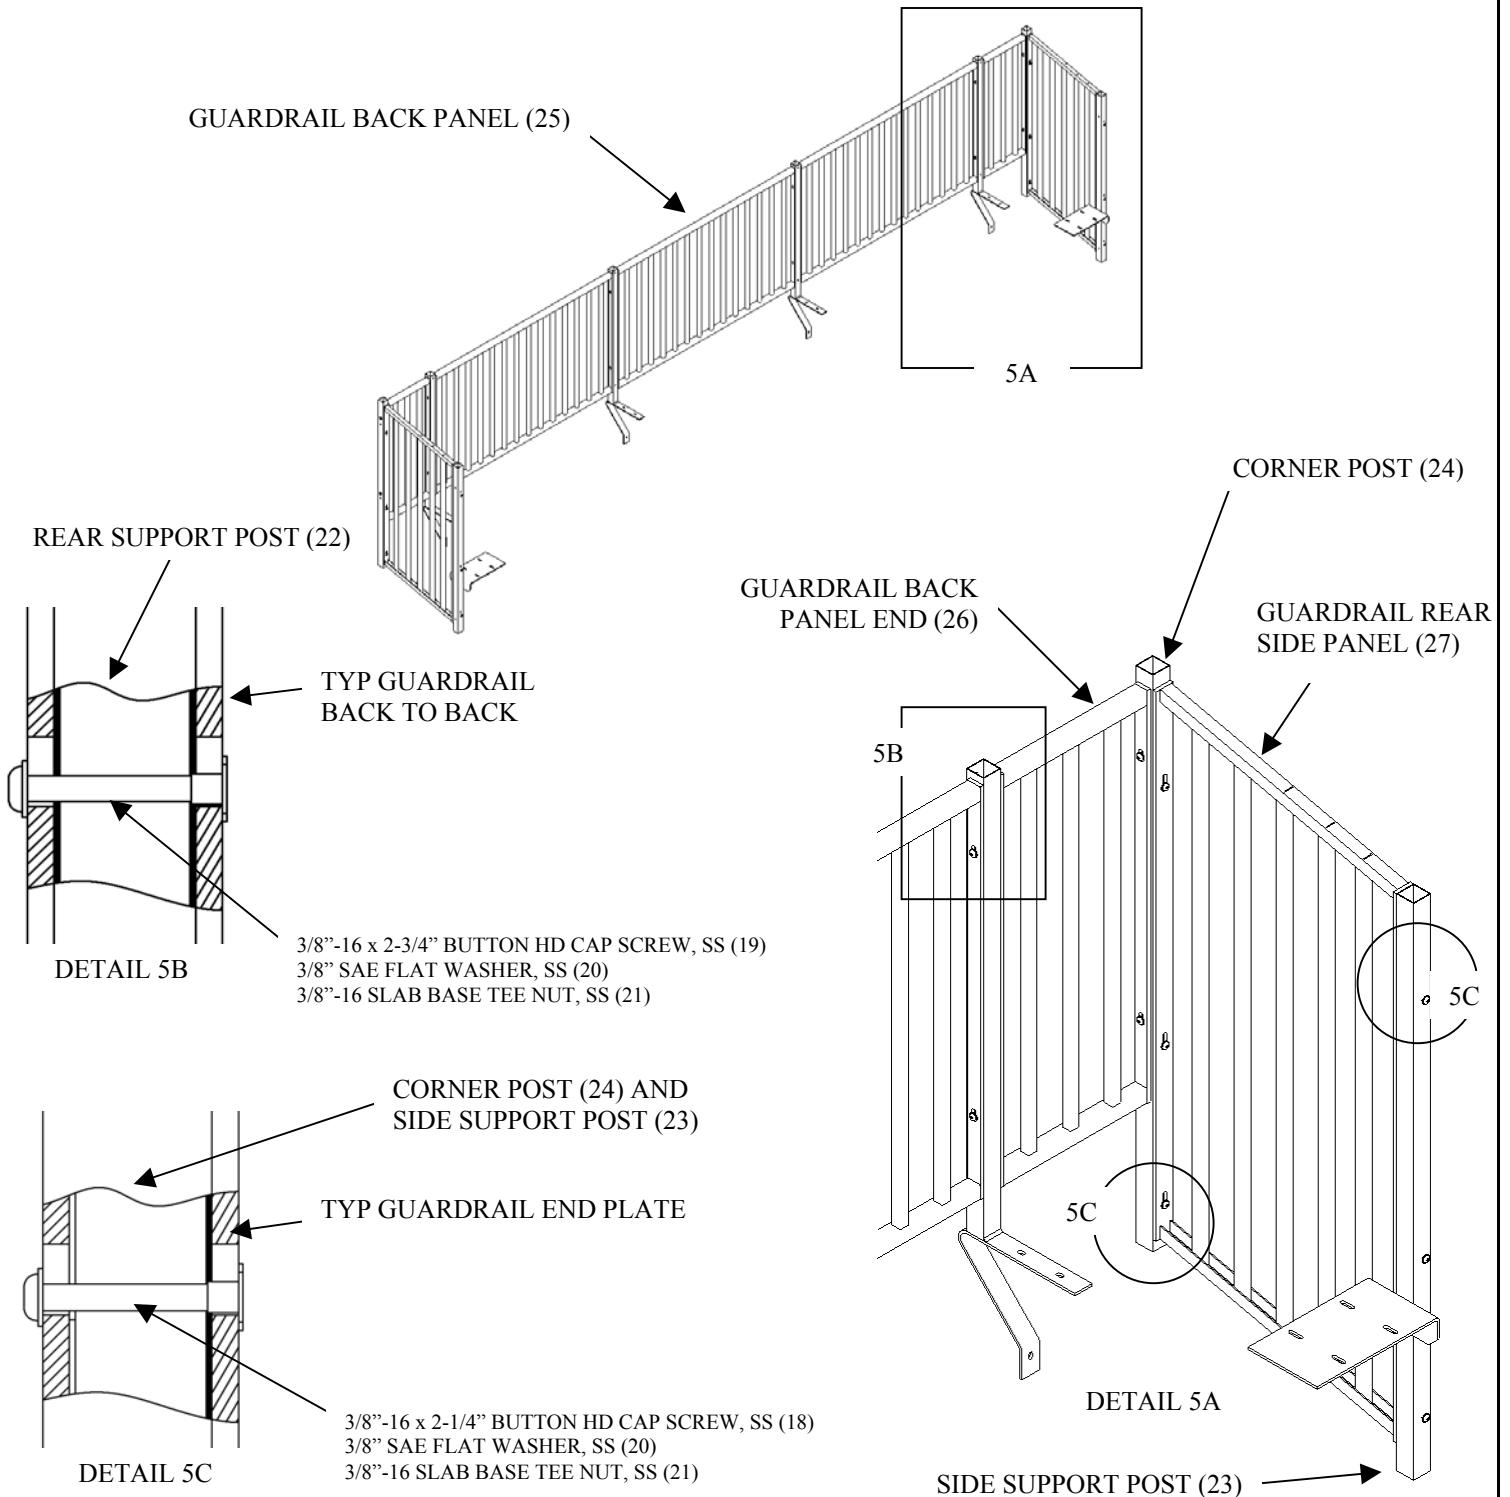 GUARDRAIL BACK PANEL (25)
5A
CORNER POST (24)
REAR SUPPORT POST (22)
GUARDRAIL BACK
PANEL END (26)
GUARDRAIL REAR
SIDE PANEL (27)
TYP GUARDRAIL
BACK TO BACK
5B
3/8”-16 x 2-3/4” BUTTON HD CAP SCREW, SS (19)
3/8” SAE FLAT WASHER, SS (20)
3/8”-16 SLAB BASE TEE NUT, SS (21)
DETAIL 5B
5C
CORNER POST (24) AND
SIDE SUPPORT POST (23)
TYP GUARDRAIL END PLATE
5C
DETAIL 5A
3/8”-16 x 2-1/4” BUTTON HD CAP SCREW, SS (18)
3/8” SAE FLAT WASHER, SS (20)
3/8”-16 SLAB BASE TEE NUT, SS (21)
DETAIL 5C
SIDE SUPPORT POST (23)